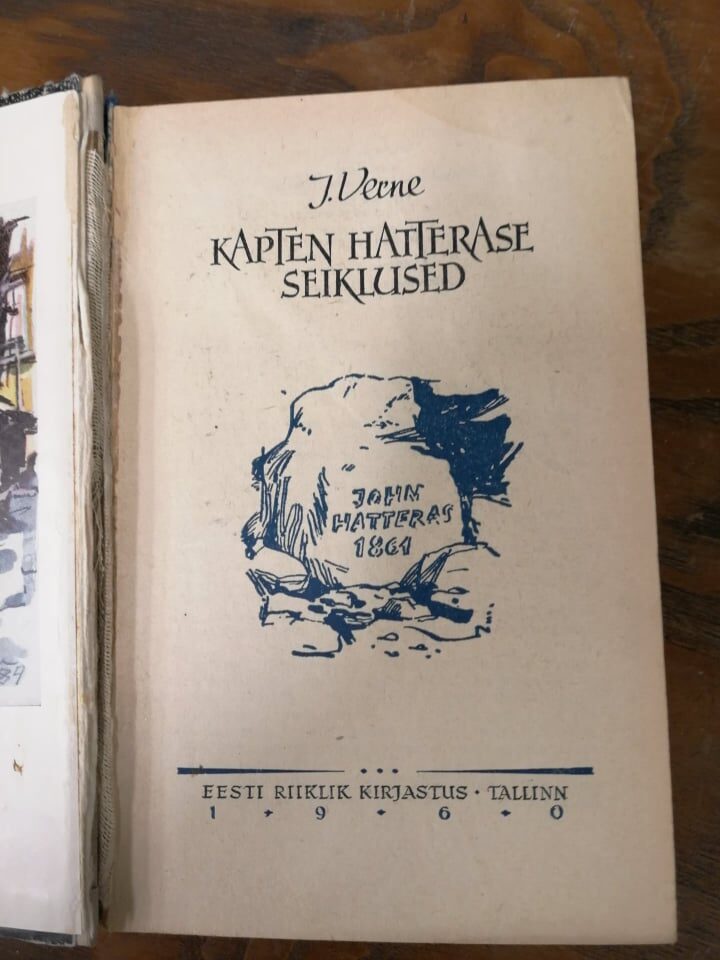 J. Verne
KAPTEN HATTERASE
SEIKLUSED
JOHN
HATTERAS
1861
EESTI RIIKLIK KIRJASTUS • TALLINN
1 • 9 • 6 • 0